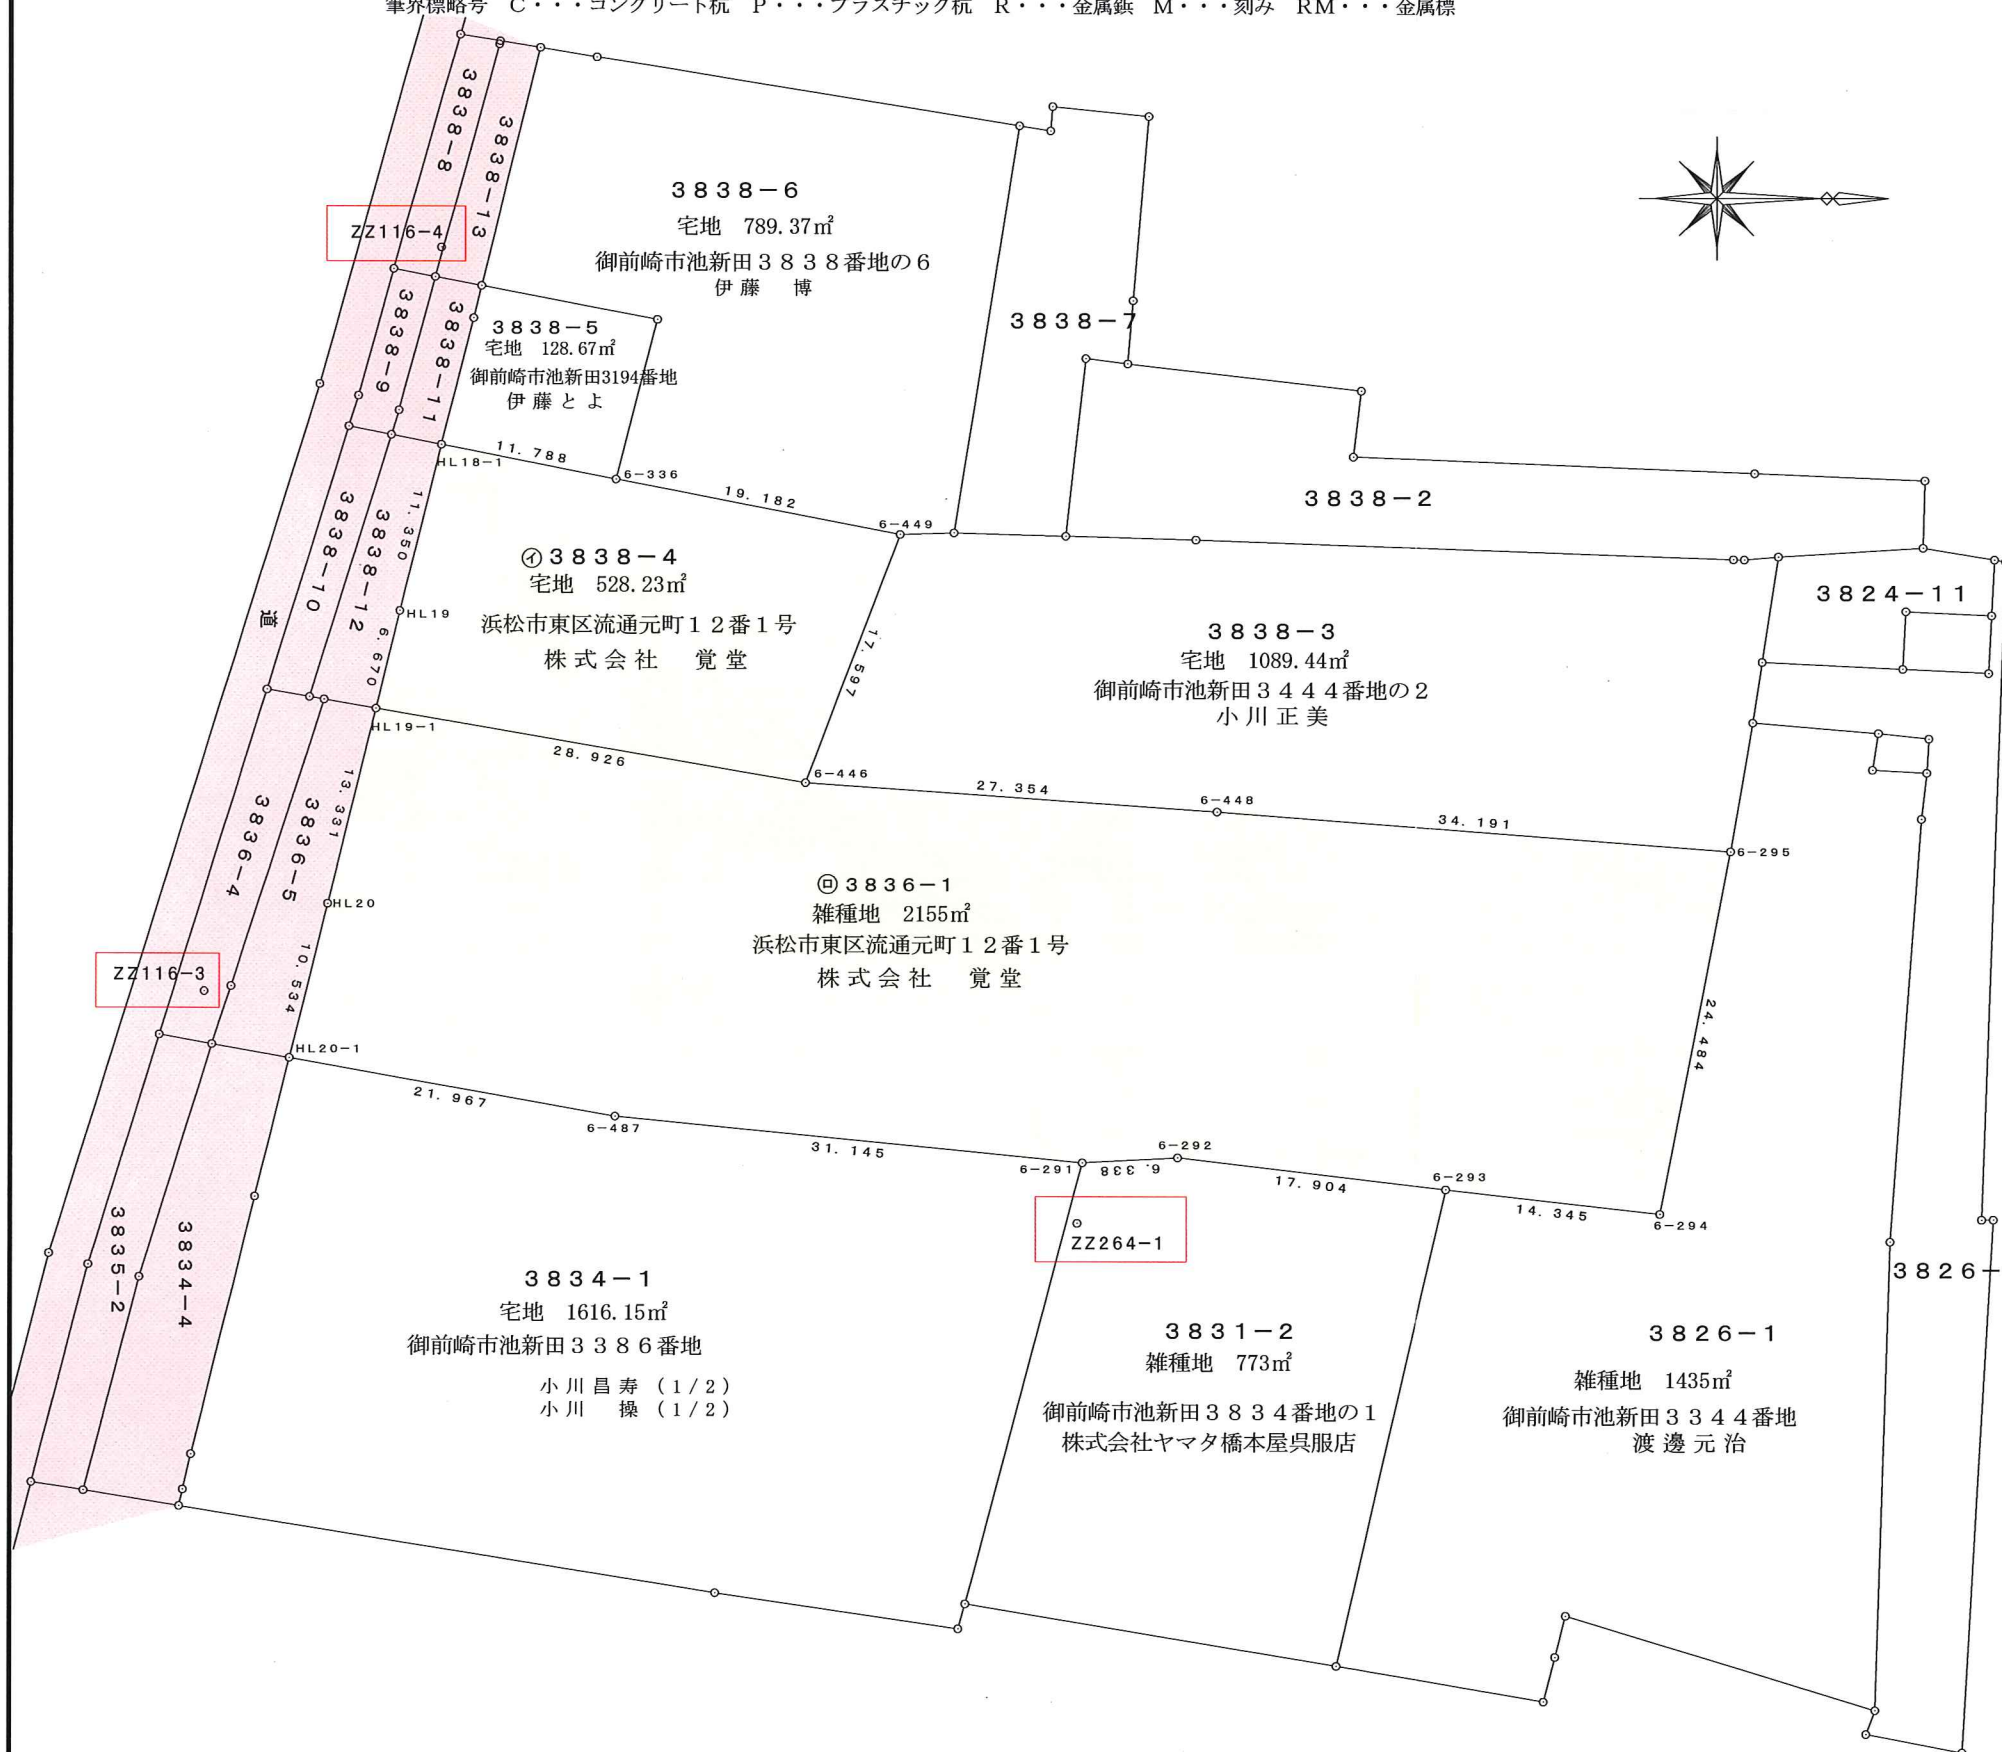 筆界標略号　C・・・コンクリート杭　P・・・プラスチック杭　R・・・金属鋲　M・・・刻み　RM・・・金属標
3838-8
3838-13
ZZ116-4
3838-6
宅地　789.37㎡
御前崎市池新田３８３８番地の６
伊藤　博
3838-7
3838-9
3838-11
3838-5
宅地　128.67㎡
御前崎市池新田3194番地
伊藤とよ
11.788
HL18-1
6-336
19.182
6-449
3838-2
道
3838-10
3838-12
11.350
HL19
6.670
HL19-1
㋑3838-4
宅地　528.23㎡
浜松市東区流通元町１２番１号
株式会社　覚堂
17.597
3838-3
宅地　1089.44㎡
御前崎市池新田３４４４番地の２
小川正美
3824-11
28.926
6-446
27.354
6-448
34.191
6-295
3836-4
3836-5
13.331
HL20
10.534
HL20-1
ZZ116-3
㋺3836-1
雑種地　2155㎡
浜松市東区流通元町１２番１号
株式会社　覚堂
24.484
21.967
6-487
31.145
6-291
6.338
6-292
17.904
6-293
14.345
6-294
ZZ264-1
3835-2
3834-4
3834-1
宅地　1616.15㎡
御前崎市池新田３３８６番地
小川昌寿（1/2）
小川　操（1/2）
3831-2
雑種地　773㎡
御前崎市池新田３８３４番地の１
株式会社ヤマタ橋本屋呉服店
3826-1
雑種地　1435㎡
御前崎市池新田３３４４番地
渡邊元治
3826-